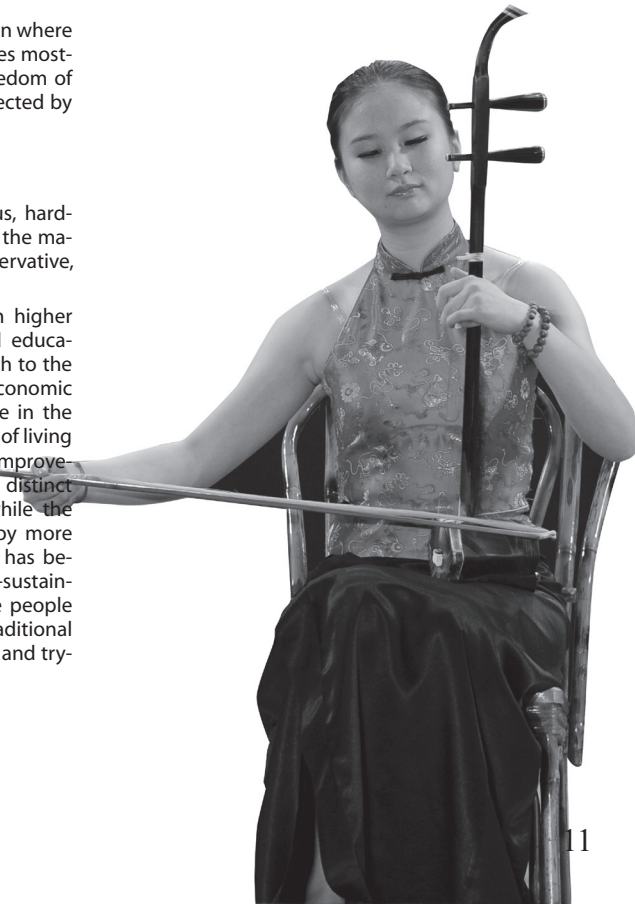 n where
es most-
edom of
ected by
us, hard-
the ma-
ervative,
n higher
l educa-
h to the
conomic
e in the
of living
mprove-
distinct
hile the
by more
has be-
-sustain-
e people
aditional
and try-
11